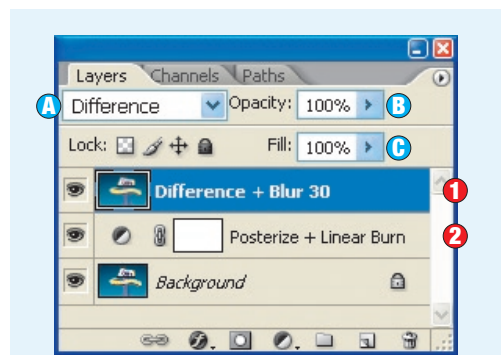 Layers Channels Paths
A Difference Opacity: 100% B
Lock: Fill: 100% C
Difference + Blur 30 1
Posterize + Linear Burn 2
Background